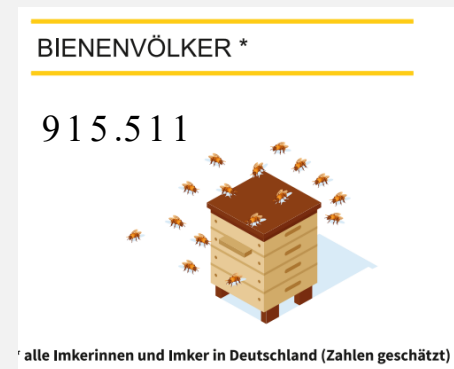 BIENENVÖLKER *
915.511
* alle Imkerinnen und Imker in Deutschland (Zahlen geschätzt)